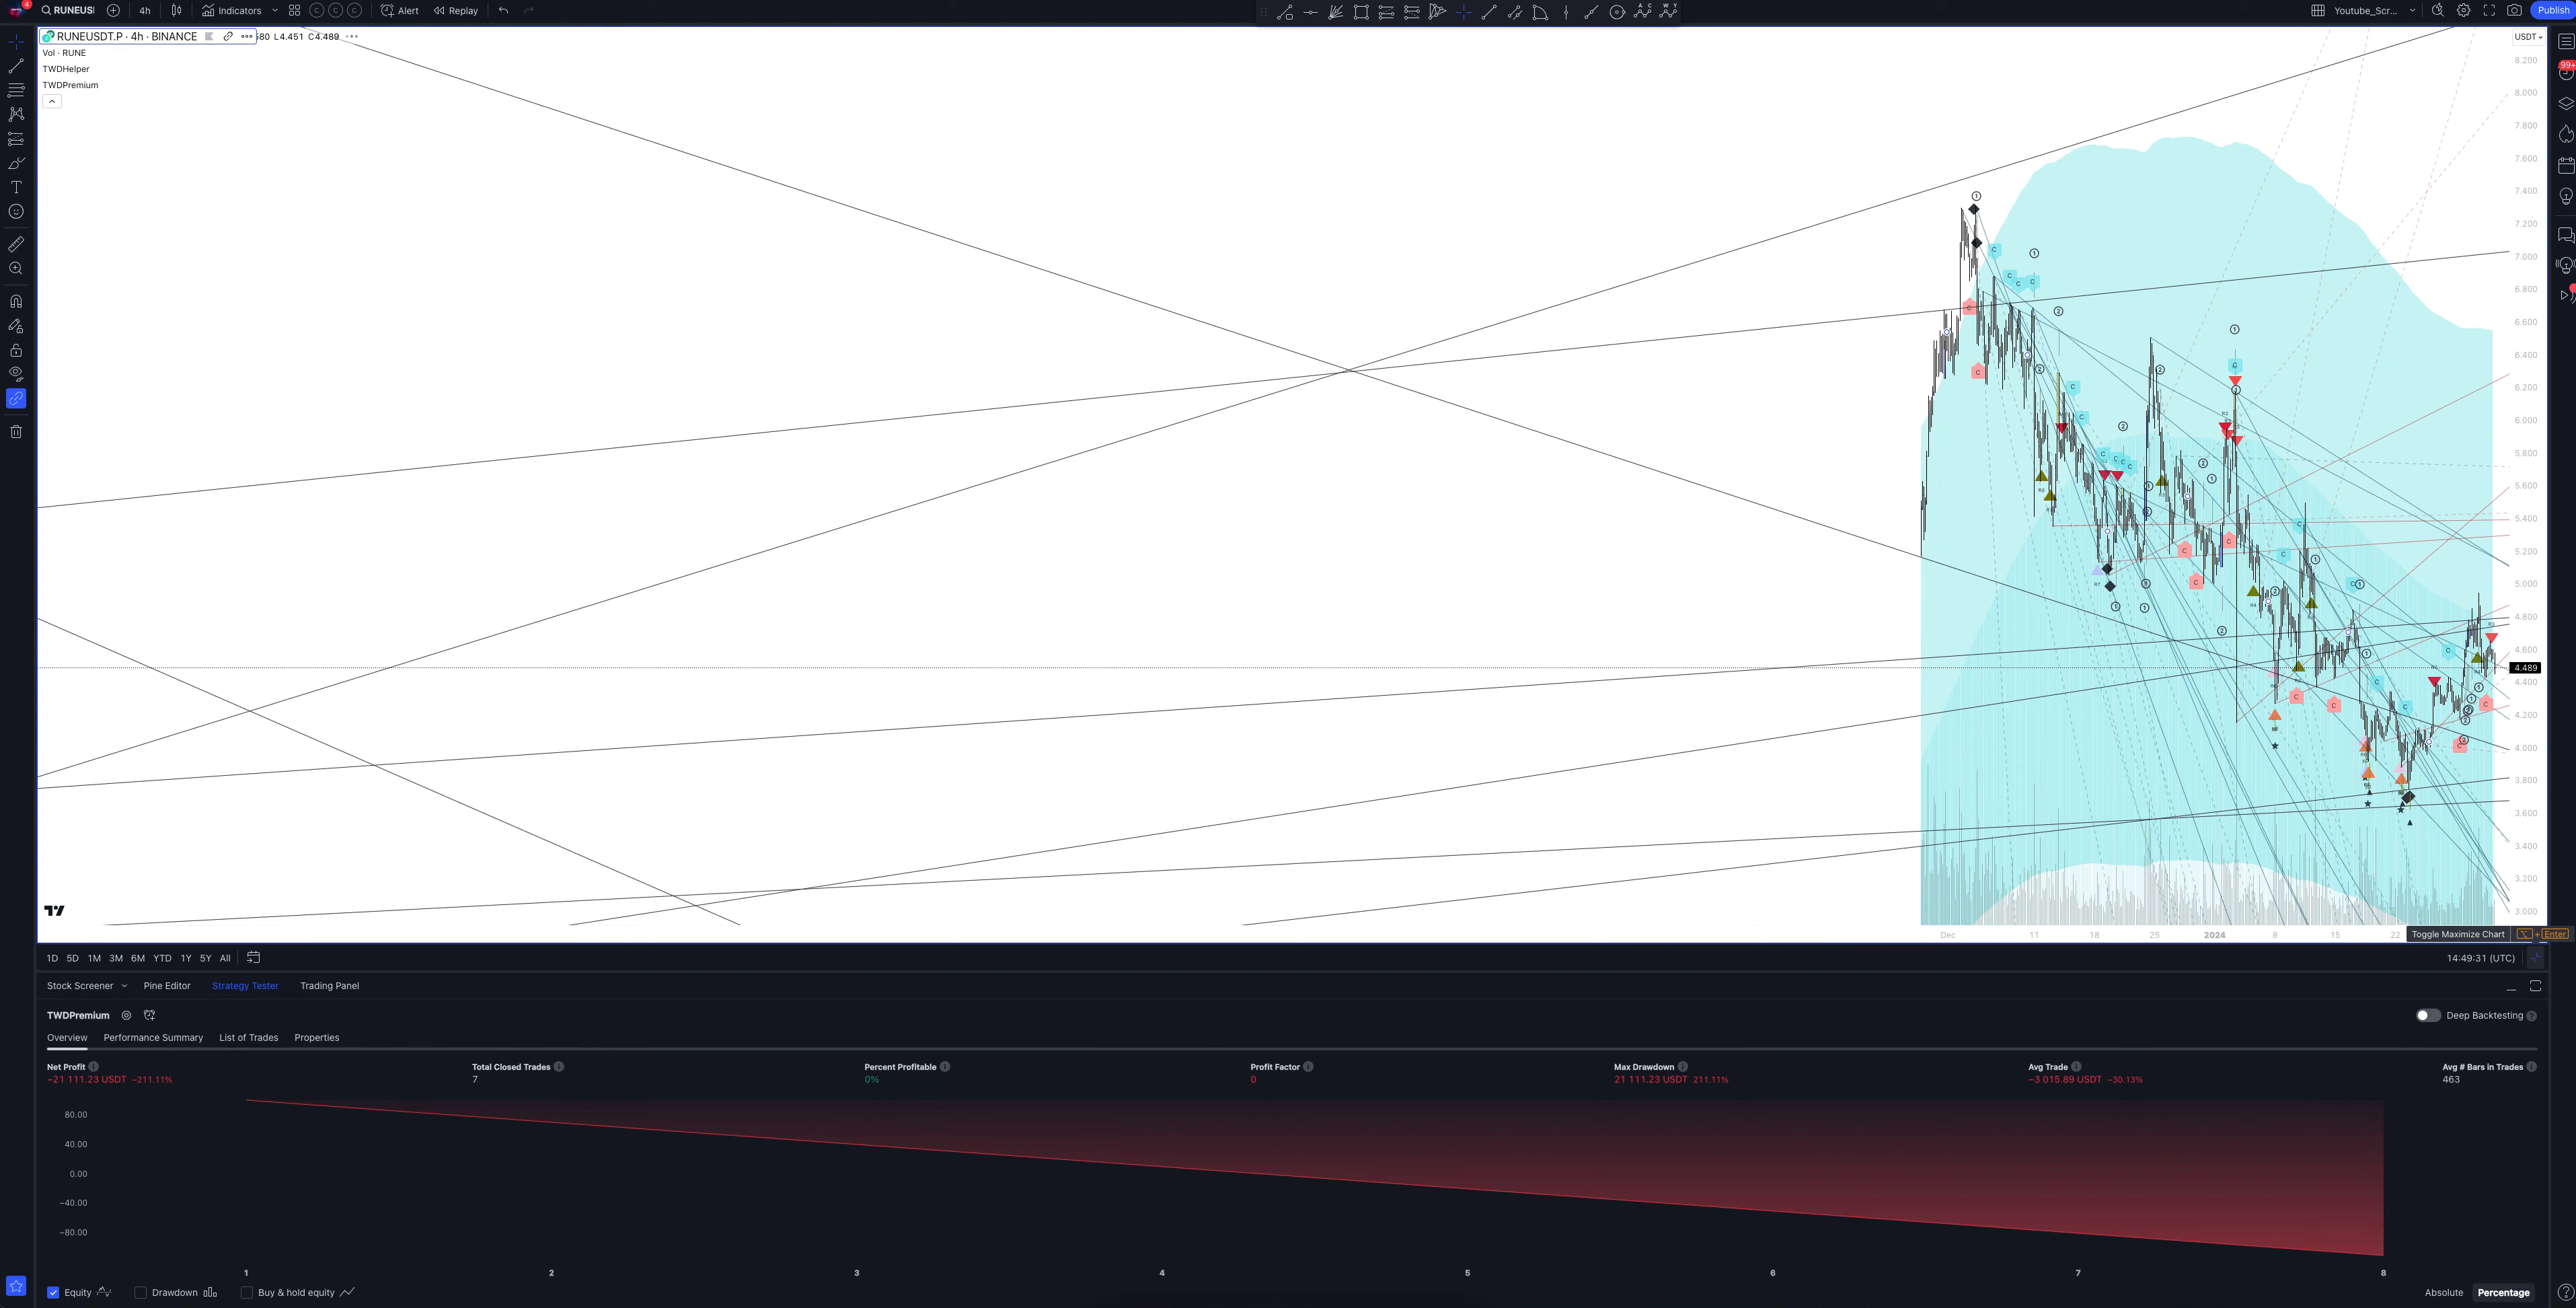 4 RUNEUS 4h Indicators C C C Alert Replay Youtube_Scr... Publish
RUNEUSDT.P · 4h · BINANCE L4.451 C4.489
USDT
Vol · RUNE
TWDHelper
TWDPremium
99+
8.200
8.000
7.800
7.600
7.400
7.200
7.000
6.800
6.600
6.400
6.200
6.000
5.800
5.600
5.400
5.200
5.000
4.800
4.600
4.489
4.400
4.200
4.000
3.800
3.600
3.400
3.200
3.000
Dec 11 18 25 2024 8 15 22
Toggle Maximize Chart ⌥ + Enter
1D 5D 1M 3M 6M YTD 1Y 5Y All 14:49:31 (UTC)
Stock Screener Pine Editor Strategy Tester Trading Panel
TWDPremium Deep Backtesting
Overview Performance Summary List of Trades Properties
Net Profit Total Closed Trades Percent Profitable Profit Factor Max Drawdown Avg Trade Avg # Bars in Trades
−21 111.23 USDT −211.11% 7 0% 0 21 111.23 USDT 211.11% −3 015.89 USDT −30.13% 463
80.00
40.00
0.00
−40.00
−80.00
1 2 3 4 5 6 7 8
Equity Drawdown Buy & hold equity Absolute Percentage